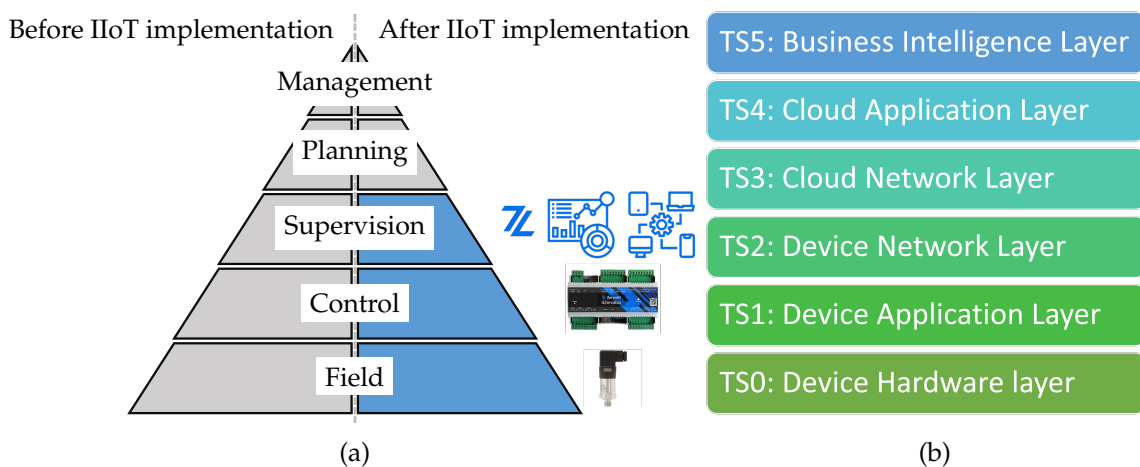 Before IIoT implementation
After IIoT implementation
Management
Planning
Supervision
Control
Field
(a)
TS5: Business Intelligence Layer
TS4: Cloud Application Layer
TS3: Cloud Network Layer
TS2: Device Network Layer
TS1: Device Application Layer
TS0: Device Hardware layer
(b)